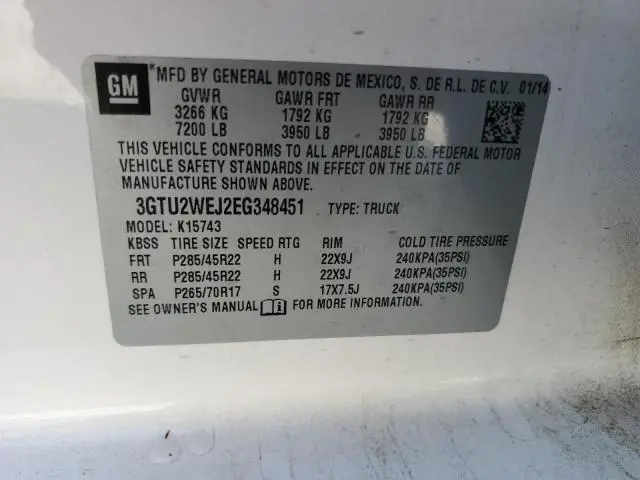 GM
*MFD BY GENERAL MOTORS DE MEXICO, S. DE R.L. DE C.V. 01/14
GVWR GAWR FRT GAWR RR
3266 KG 1792 KG 1792 KG
7200 LB 3950 LB 3950 LB
THIS VEHICLE CONFORMS TO ALL APPLICABLE U.S. FEDERAL MOTOR
VEHICLE SAFETY STANDARDS IN EFFECT ON THE DATE OF
MANUFACTURE SHOWN ABOVE.
3GTU2WEJ2EG348451 TYPE: TRUCK
MODEL: K15743
KBSS TIRE SIZE SPEED RTG RIM COLD TIRE PRESSURE
FRT P285/45R22 H 22X9J 240KPA(35PSI)
RR P285/45R22 H 22X9J 240KPA(35PSI)
SPA P265/70R17 S 17X7.5J 240KPA(35PSI)
SEE OWNER'S MANUAL i FOR MORE INFORMATION.